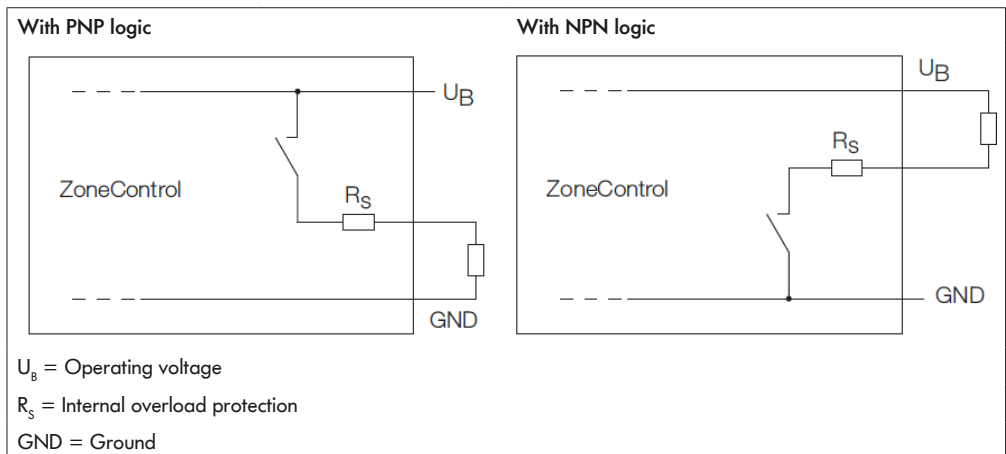 With PNP logic
U_B
ZoneControl
R_S
GND
With NPN logic
U_B
R_S
ZoneControl
GND
U_B = Operating voltage
R_S = Internal overload protection
GND = Ground